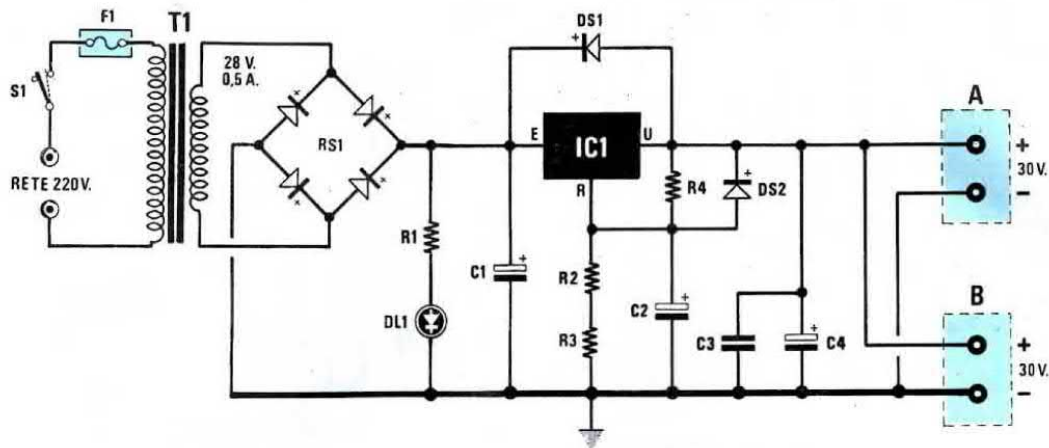 F1
T1
S1
28 V.
0,5 A.
RS1
RETE 220V.
DS1
E
IC1
U
R
R4
DS2
R1
C1
R2
DL1
R3
C2
C3
C4
A
+
30 V.
-
B
+
30 V.
-